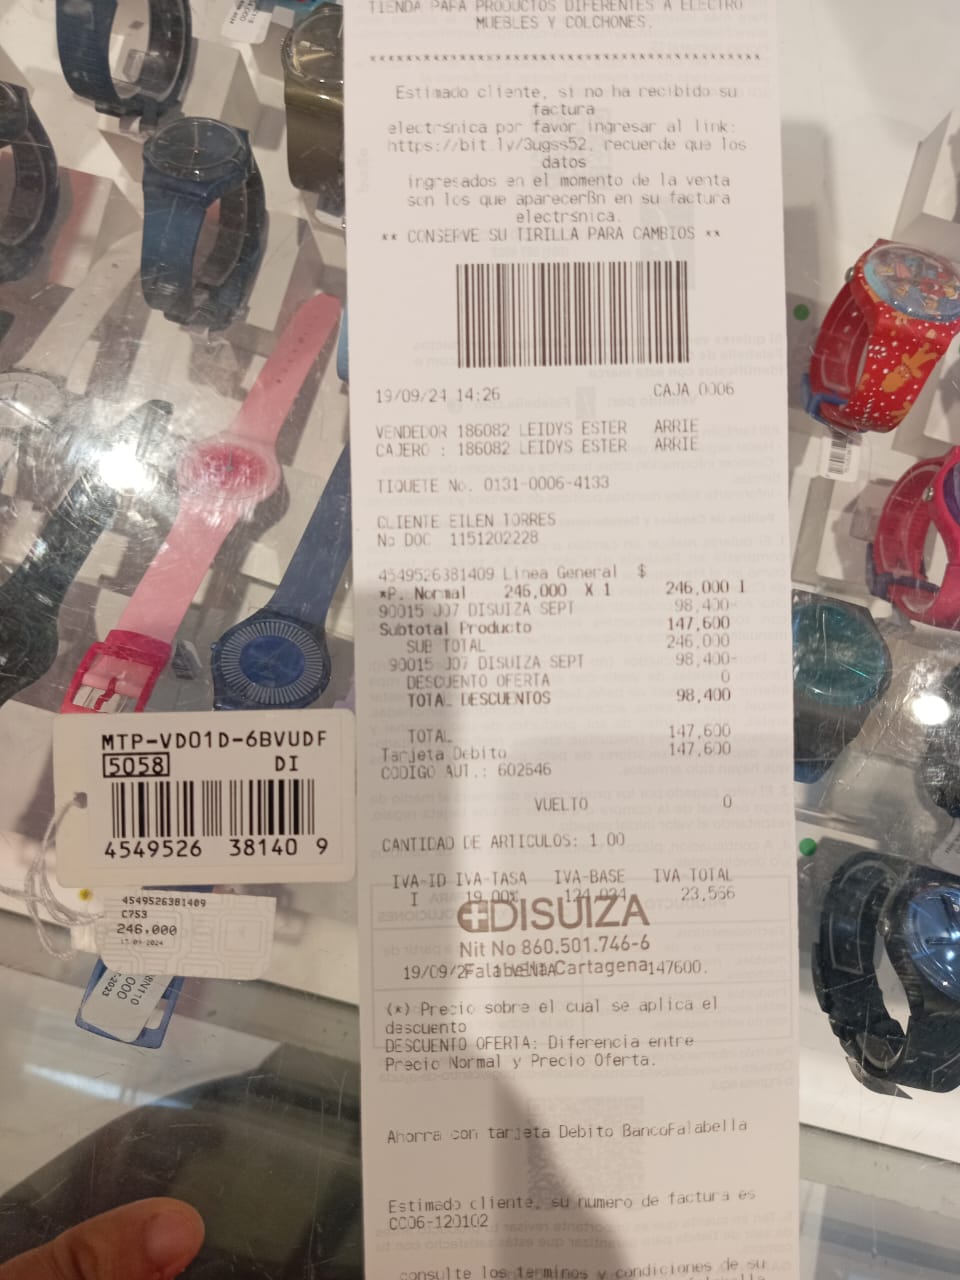 TIENDA PARA PRODUCTOS DIFERENTES A ELECTRO
MUEBLES Y COLCHONES.
Estimado cliente, si no ha recibido su
factura
electrśnica por favor ingresar al link:
https://bit.ly/3ugss52, recuerde que los
datos
ingresados en el momento de la venta
son los que aparecerßn en su factura
electrśnica.
** CONSERVE SU TIRILLA PARA CAMBIOS **
19/09/24 14:26 CAJA 0006
VENDEDOR 186082 LEIDYS ESTER ARRIE
CAJERO : 186082 LEIDYS ESTER ARRIE
TIQUETE No. 0131-0006-4133
CLIENTE EILEN TORRES
No DOC 1151202228
4549526381409 Linea General $
*P. Normal 246,000 X 1 246,000 I
90015 J07 DISUIZA SEPT 98,400-
Subtotal Producto 147,600
SUB TOTAL 246,000
90015 J07 DISUIZA SEPT 98,400-
DESCUENTO OFERTA 0
TOTAL DESCUENTOS 98,400
TOTAL 147,600
Tarjeta Debito 147,600
CODIGO AUT.: 602646
VUELTO 0
CANTIDAD DE ARTICULOS: 1.00
IVA-ID IVA-TASA IVA-BASE IVA TOTAL
I 19.00% 124,034 23,566
DISUIZA
Nit No 860.501.746-6
Falabella Cartagena
19/09/2 147600.
(*) Precio sobre el cual se aplica el
descuento
DESCUENTO OFERTA: Diferencia entre
Precio Normal y Precio Oferta.
Ahorra con tarjeta Debito BancoFalabella
Estimado cliente, su numero de factura es
CC06-120102
consulte los terminos y condiciones de su
MTP-VD01D-6BVUDF
5058 DI
4549526 38140 9
4549526381409
C753
246,000
17-09-2024